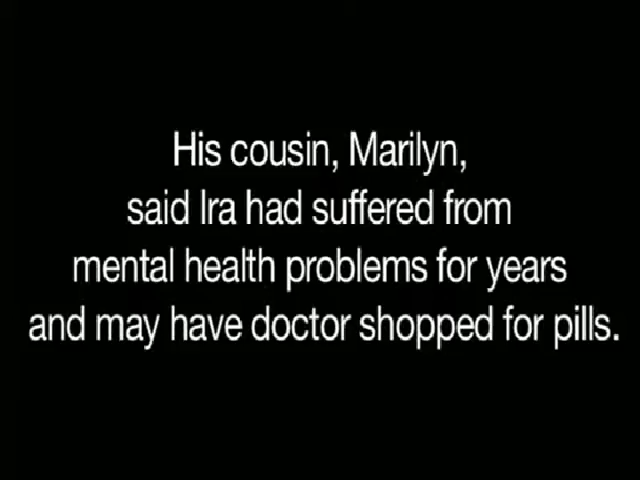 His cousin, Marilyn,
said Ira had suffered from
mental health problems for years
and may have doctor shopped for pills.